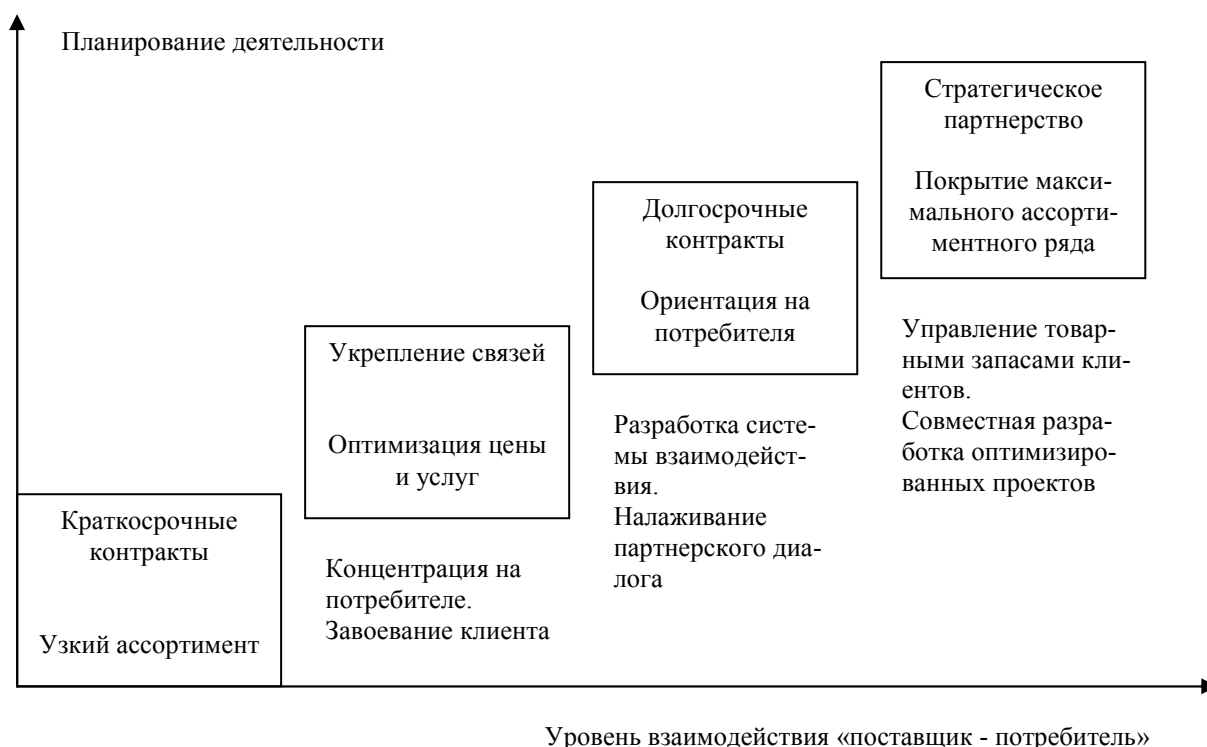 Планирование деятельности
Стратегическое
партнерство
Покрытие макси-
мального ассорти-
ментного ряда
Долгосрочные
контракты
Ориентация на
потребителя
Управление товар-
ными запасами кли-
ентов.
Совместная разра-
ботка оптимизиро-
ванных проектов
Укрепление связей
Оптимизация цены
и услуг
Разработка систе-
мы взаимодейст-
вия.
Налаживание
партнерского диа-
лога
Краткосрочные
контракты
Узкий ассортимент
Концентрация на
потребителе.
Завоевание клиента
Уровень взаимодействия «поставщик - потребитель»